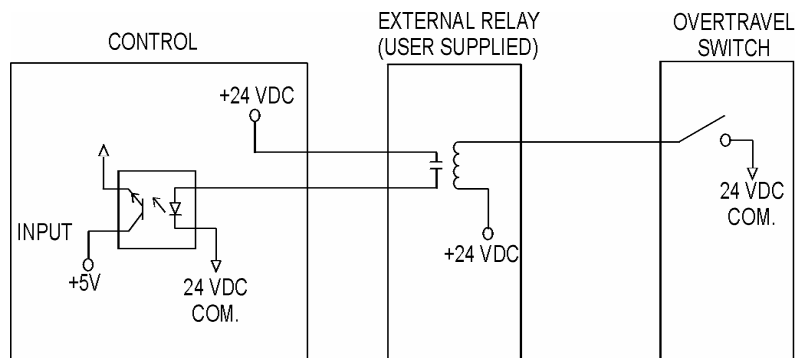 CONTROL
EXTERNAL RELAY
(USER SUPPLIED)
OVERTRAVEL
SWITCH
+24 VDC
INPUT
+5V
24 VDC
COM.
+24 VDC
24 VDC
COM.